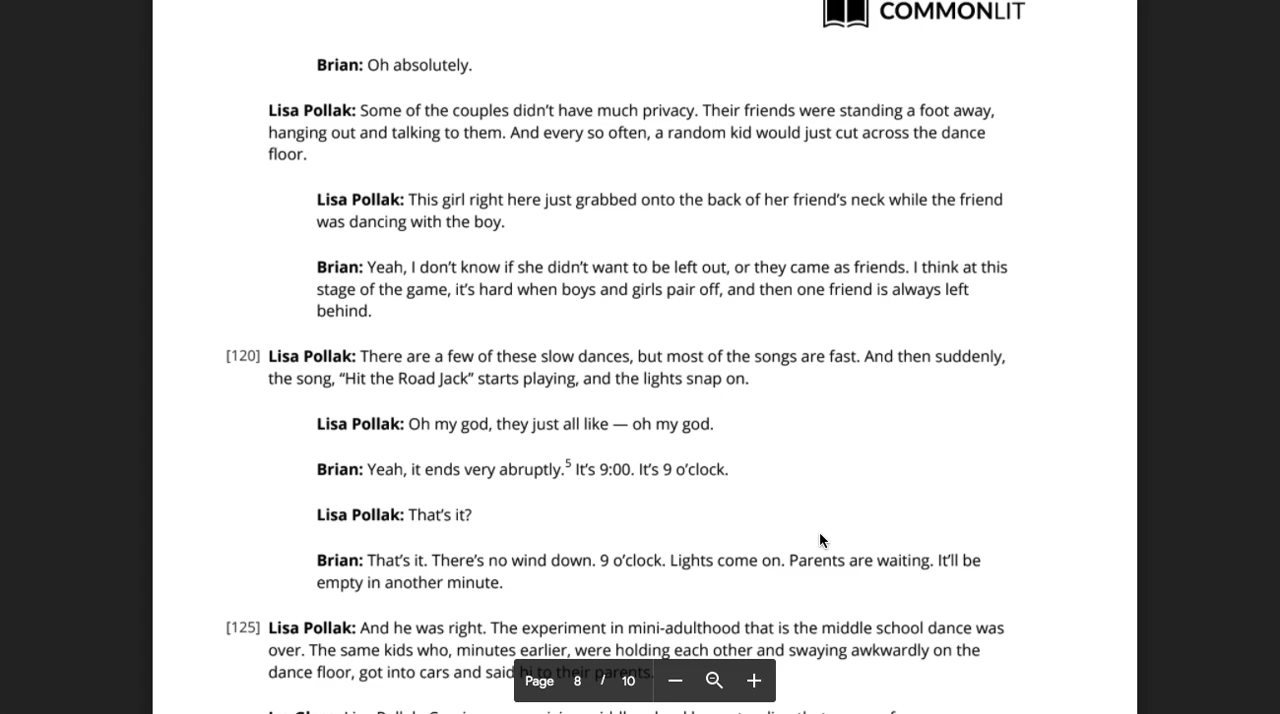 COMMONLIT
Brian: Oh absolutely.
Lisa Pollak: Some of the couples didn’t have much privacy. Their friends were standing a foot away,
hanging out and talking to them. And every so often, a random kid would just cut across the dance
floor.
Lisa Pollak: This girl right here just grabbed onto the back of her friend’s neck while the friend
was dancing with the boy.
Brian: Yeah, I don’t know if she didn’t want to be left out, or they came as friends. I think at this
stage of the game, it’s hard when boys and girls pair off, and then one friend is always left
behind.
[120] Lisa Pollak: There are a few of these slow dances, but most of the songs are fast. And then suddenly,
the song, “Hit the Road Jack” starts playing, and the lights snap on.
Lisa Pollak: Oh my god, they just all like — oh my god.
Brian: Yeah, it ends very abruptly.5 It’s 9:00. It’s 9 o’clock.
Lisa Pollak: That’s it?
Brian: That’s it. There’s no wind down. 9 o’clock. Lights come on. Parents are waiting. It’ll be
empty in another minute.
[125] Lisa Pollak: And he was right. The experiment in mini-adulthood that is the middle school dance was
over. The same kids who, minutes earlier, were holding each other and swaying awkwardly on the
dance floor, got into cars and said hi to their parents.
Page 8 / 10